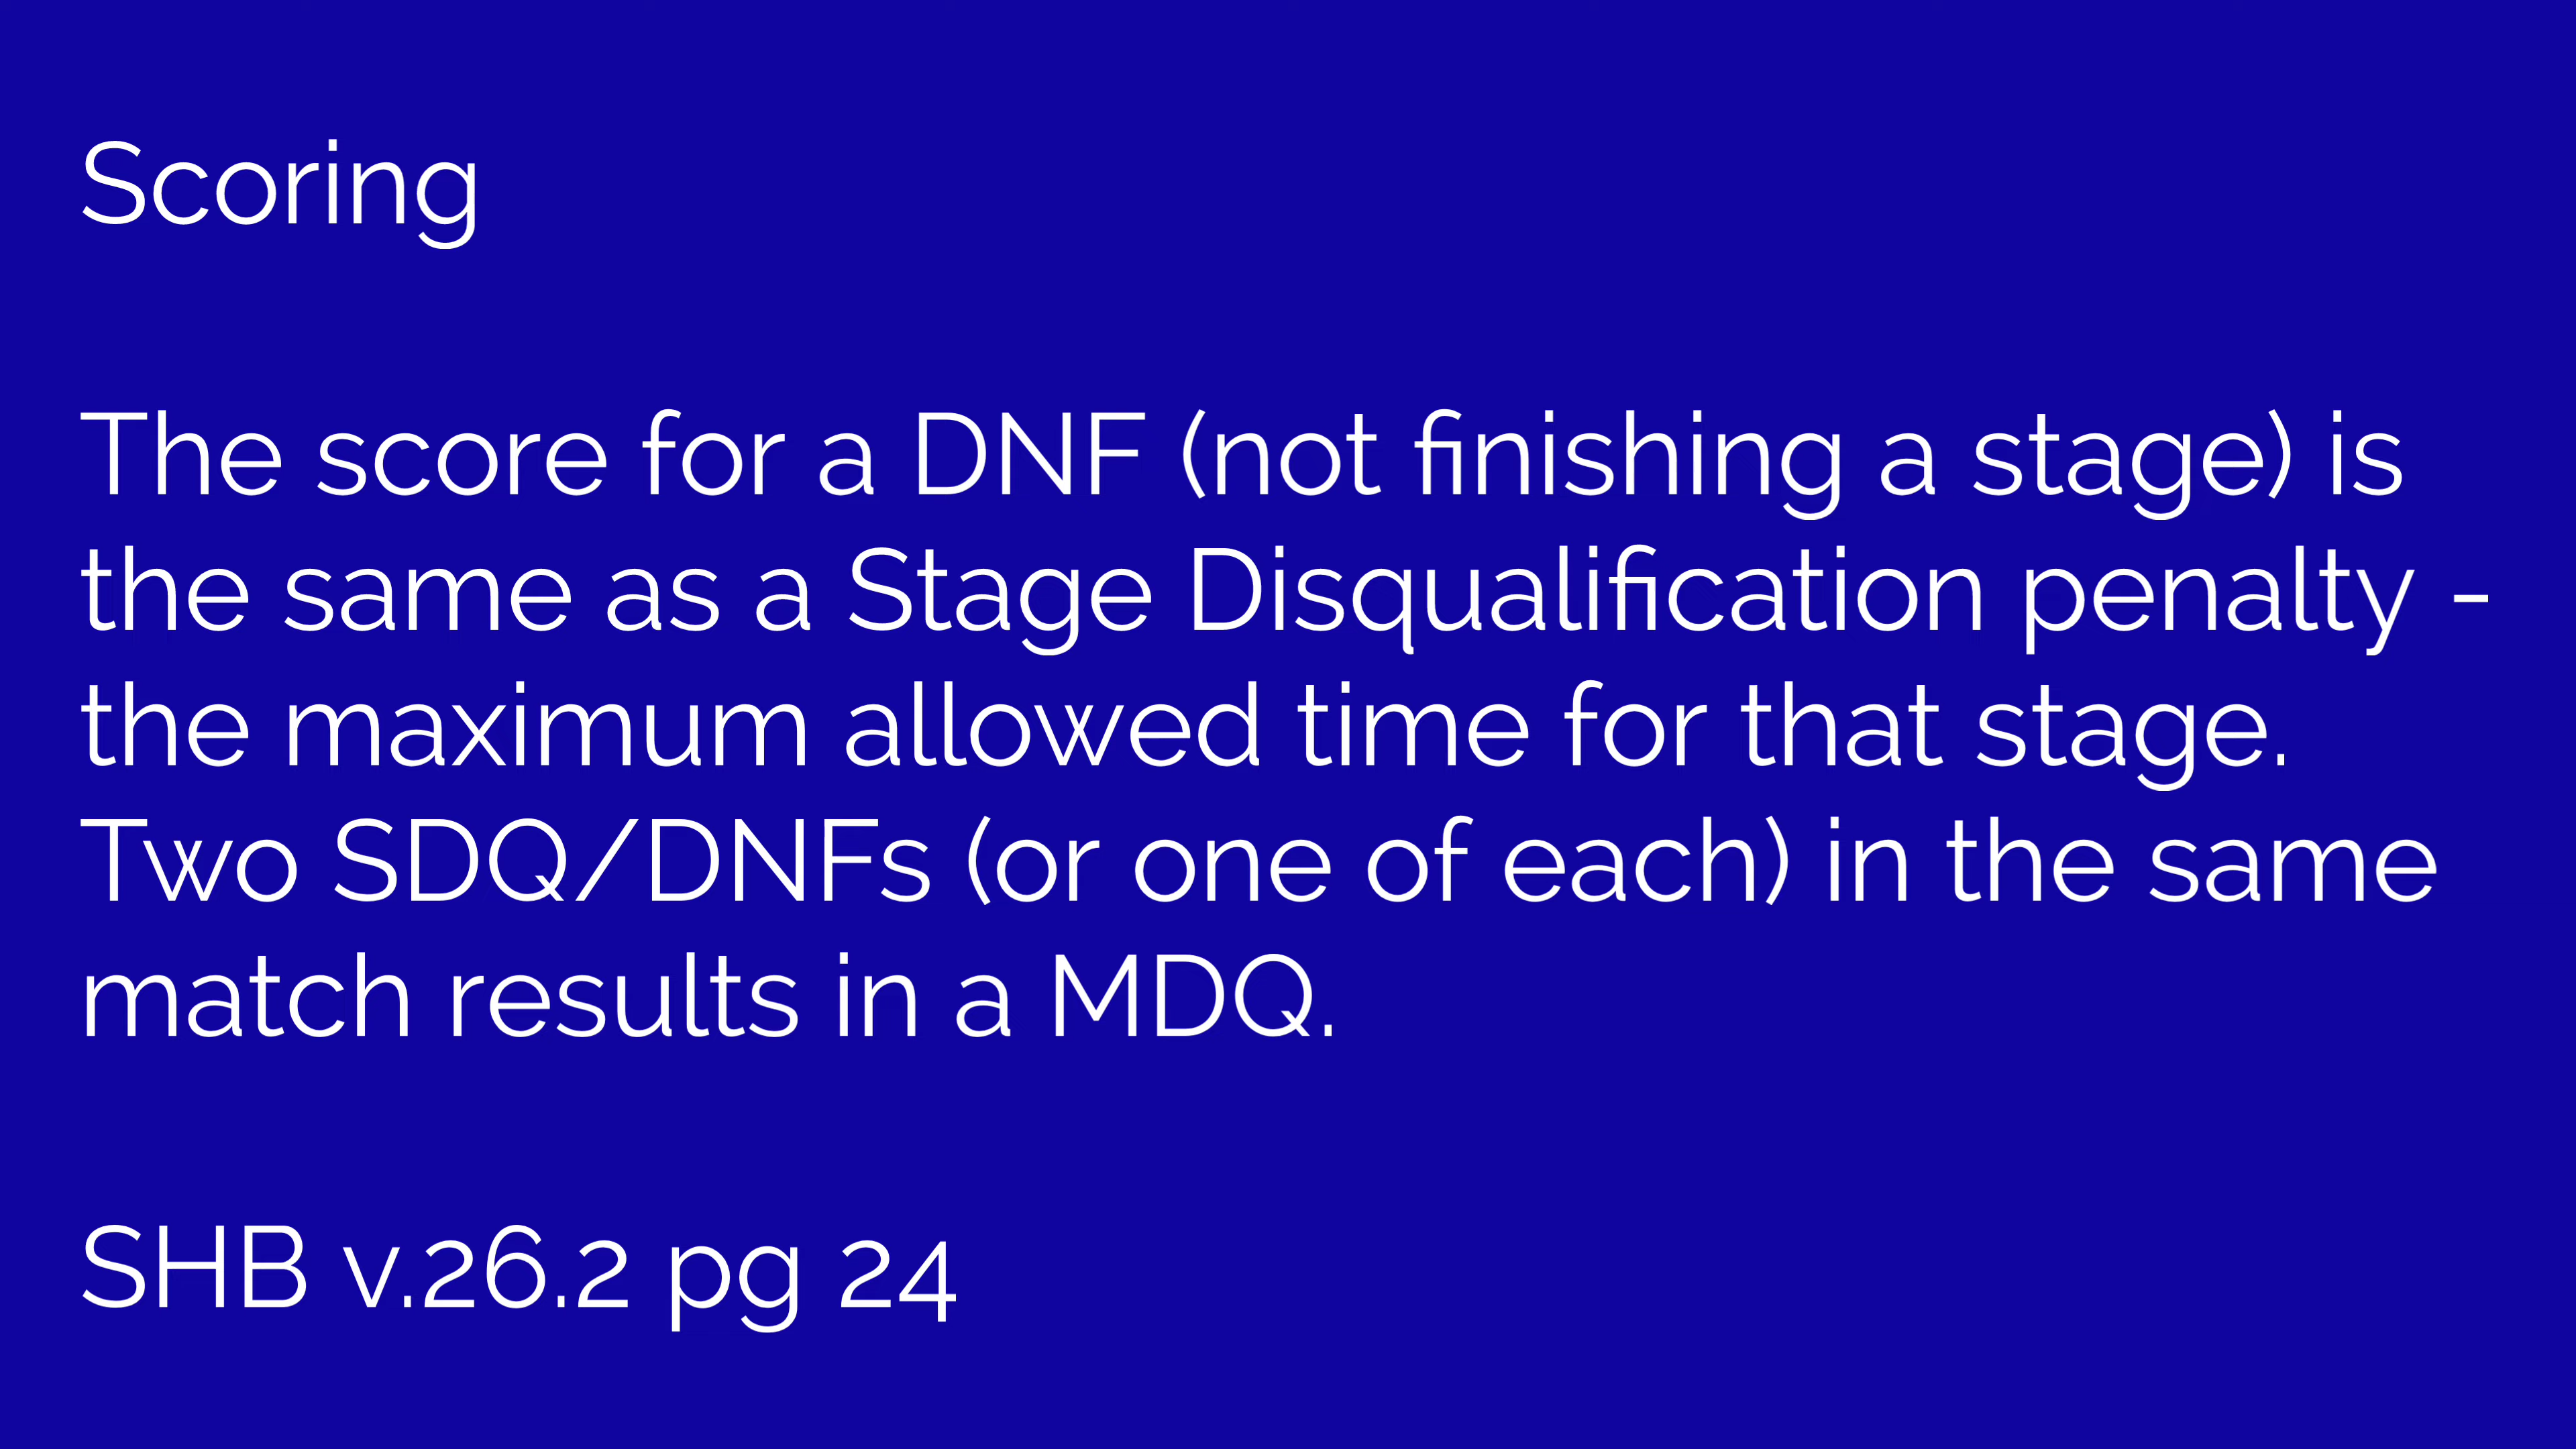 Scoring
The score for a DNF (not finishing a stage) is
the same as a Stage Disqualification penalty -
the maximum allowed time for that stage.
Two SDQ/DNFs (or one of each) in the same
match results in a MDQ.
SHB v.26.2 pg 24